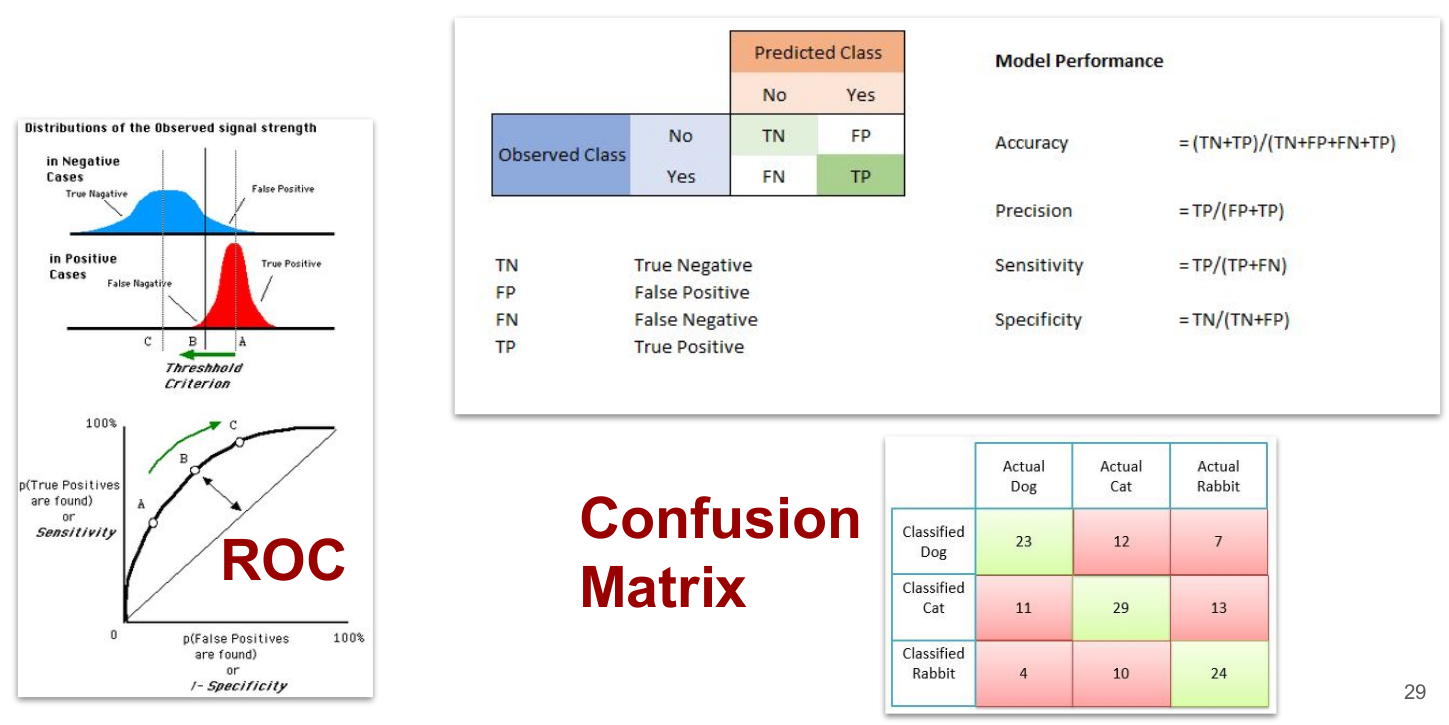 Distributions of the Observed signal strength
in Negative
Cases
True Nagative
False Positive
in Positive
Cases
False Nagative
True Positive
C B A
Threshhold
Criterion
100%
C
B
A
p(True Positives
are found)
or
Sensitivity
ROC
0
p(False Positives
are found)
or
1- Specificity
100%
Predicted Class
No Yes
Observed Class
No TN FP
Yes FN TP
TN True Negative
FP False Positive
FN False Negative
TP True Positive
Model Performance
Accuracy =(TN+TP)/(TN+FP+FN+TP)
Precision =TP/(FP+TP)
Sensitivity =TP/(TP+FN)
Specificity =TN/(TN+FP)
Confusion
Matrix
Actual Actual Actual
Dog Cat Rabbit
Classified
Dog
23 12 7
Classified
Cat
11 29 13
Classified
Rabbit
4 10 24
29